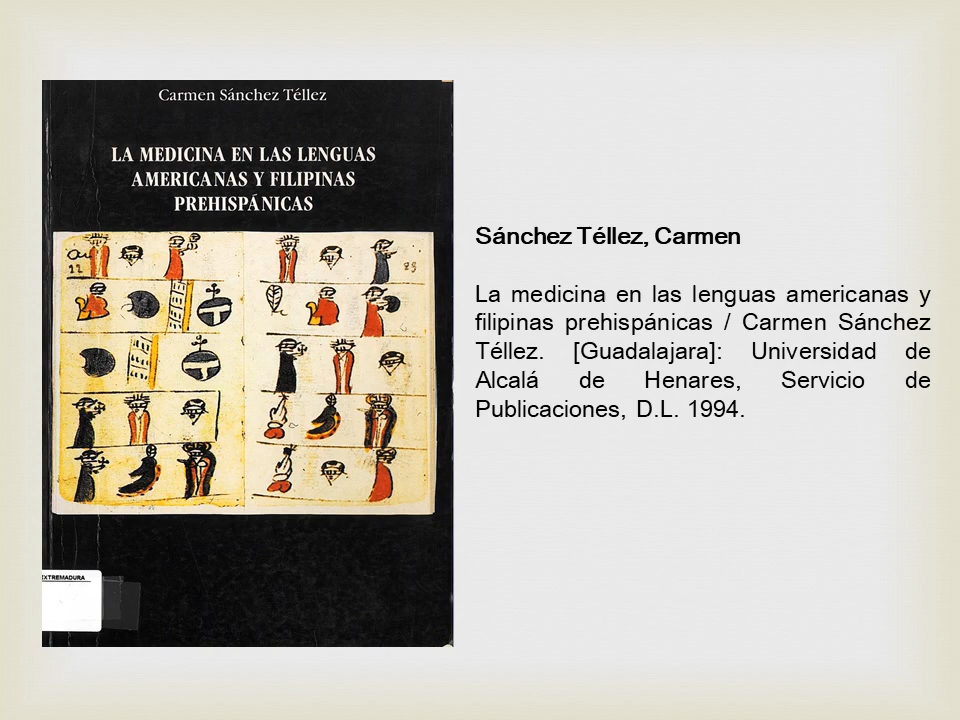 Carmen Sánchez Téllez
LA MEDICINA EN LAS LENGUAS
AMERICANAS Y FILIPINAS
PREHISPÁNICAS
22
EXTREMADURA
Sánchez Téllez, Carmen
La medicina en las lenguas americanas y
filipinas prehispánicas / Carmen Sánchez
Téllez. [Guadalajara]: Universidad de
Alcalá de Henares, Servicio de
Publicaciones, D.L. 1994.